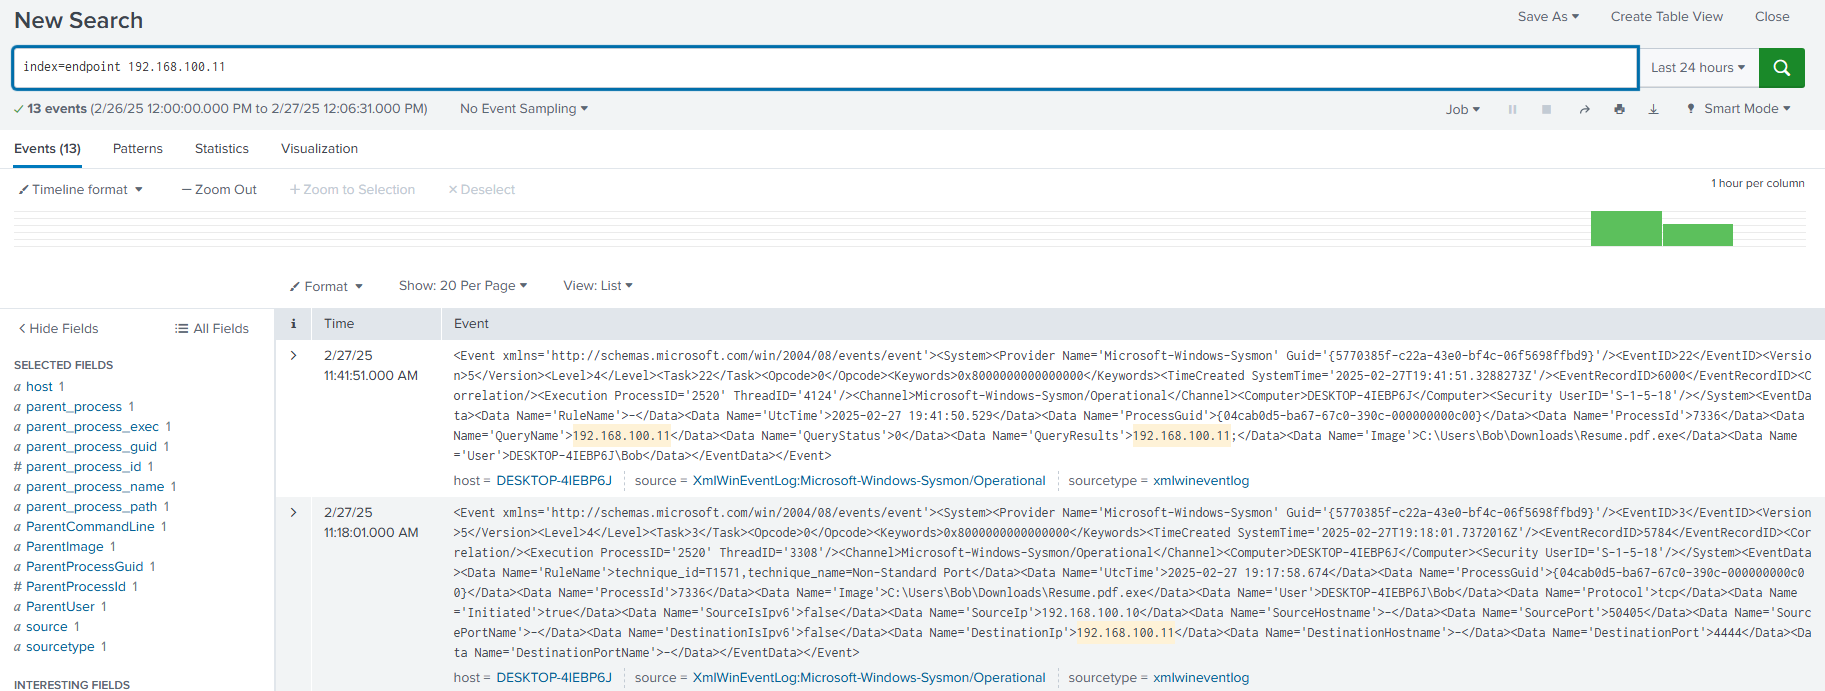 New Search
Save As
Create Table View
Close
index=endpoint 192.168.100.11
Last 24 hours
13 events (2/26/25 12:00:00.000 PM to 2/27/25 12:06:31.000 PM)
No Event Sampling
Job
Smart Mode
Events (13)
Patterns
Statistics
Visualization
Timeline format
Zoom Out
Zoom to Selection
Deselect
1 hour per column
Format
Show: 20 Per Page
View: List
Hide Fields
All Fields
i
Time
Event
SELECTED FIELDS
a host 1
a parent_process 1
a parent_process_exec 1
a parent_process_guid 1
# parent_process_id 1
a parent_process_name 1
a parent_process_path 1
a ParentCommandLine 1
a ParentImage 1
a ParentProcessGuid 1
# ParentProcessId 1
a ParentUser 1
a source 1
a sourcetype 1
INTERESTING FIELDS
2/27/25
11:41:51.000 AM
<Event xmlns='http://schemas.microsoft.com/win/2004/08/events/event'><System><Provider Name='Microsoft-Windows-Sysmon' Guid='{5770385f-c22a-43e0-bf4c-06f5698ffbd9}'/><EventID>22</EventID><Versio
n>5</Version><Level>4</Level><Task>22</Task><Opcode>0</Opcode><Keywords>0x8000000000000000</Keywords><TimeCreated SystemTime='2025-02-27T19:41:51.3288273Z'/><EventRecordID>6000</EventRecordID><C
orrelation/><Execution ProcessID='2520' ThreadID='4124'/><Channel>Microsoft-Windows-Sysmon/Operational</Channel><Computer>DESKTOP-4IEBP6J</Computer><Security UserID='S-1-5-18'/></System><EventDa
ta><Data Name='RuleName'>-</Data><Data Name='UtcTime'>2025-02-27 19:41:50.529</Data><Data Name='ProcessGuid'>{04cab0d5-ba67-67c0-390c-000000000c00}</Data><Data Name='ProcessId'>7336</Data><Data
Name='QueryName'>192.168.100.11</Data><Data Name='QueryStatus'>0</Data><Data Name='QueryResults'>192.168.100.11;</Data><Data Name='Image'>C:\Users\Bob\Downloads\Resume.pdf.exe</Data><Data Name
='User'>DESKTOP-4IEBP6J\Bob</Data></EventData></Event>
host = DESKTOP-4IEBP6J
source = XmlWinEventLog:Microsoft-Windows-Sysmon/Operational
sourcetype = xmlwineventlog
2/27/25
11:18:01.000 AM
<Event xmlns='http://schemas.microsoft.com/win/2004/08/events/event'><System><Provider Name='Microsoft-Windows-Sysmon' Guid='{5770385f-c22a-43e0-bf4c-06f5698ffbd9}'/><EventID>3</EventID><Version
>5</Version><Level>4</Level><Task>3</Task><Opcode>0</Opcode><Keywords>0x8000000000000000</Keywords><TimeCreated SystemTime='2025-02-27T19:18:01.7372016Z'/><EventRecordID>5784</EventRecordID><Cor
relation/><Execution ProcessID='2520' ThreadID='3308'/><Channel>Microsoft-Windows-Sysmon/Operational</Channel><Computer>DESKTOP-4IEBP6J</Computer><Security UserID='S-1-5-18'/></System><EventData
><Data Name='RuleName'>technique_id=T1571,technique_name=Non-Standard Port</Data><Data Name='UtcTime'>2025-02-27 19:17:58.674</Data><Data Name='ProcessGuid'>{04cab0d5-ba67-67c0-390c-000000000c0
0}</Data><Data Name='ProcessId'>7336</Data><Data Name='Image'>C:\Users\Bob\Downloads\Resume.pdf.exe</Data><Data Name='User'>DESKTOP-4IEBP6J\Bob</Data><Data Name='Protocol'>tcp</Data><Data Name
='Initiated'>true</Data><Data Name='SourceIsIpv6'>false</Data><Data Name='SourceIp'>192.168.100.10</Data><Data Name='SourceHostname'>-</Data><Data Name='SourcePort'>50405</Data><Data Name='Sour
cePortName'>-</Data><Data Name='DestinationIsIpv6'>false</Data><Data Name='DestinationIp'>192.168.100.11</Data><Data Name='DestinationHostname'>-</Data><Data Name='DestinationPort'>4444</Data><Da
ta Name='DestinationPortName'>-</Data></EventData></Event>
host = DESKTOP-4IEBP6J
source = XmlWinEventLog:Microsoft-Windows-Sysmon/Operational
sourcetype = xmlwineventlog